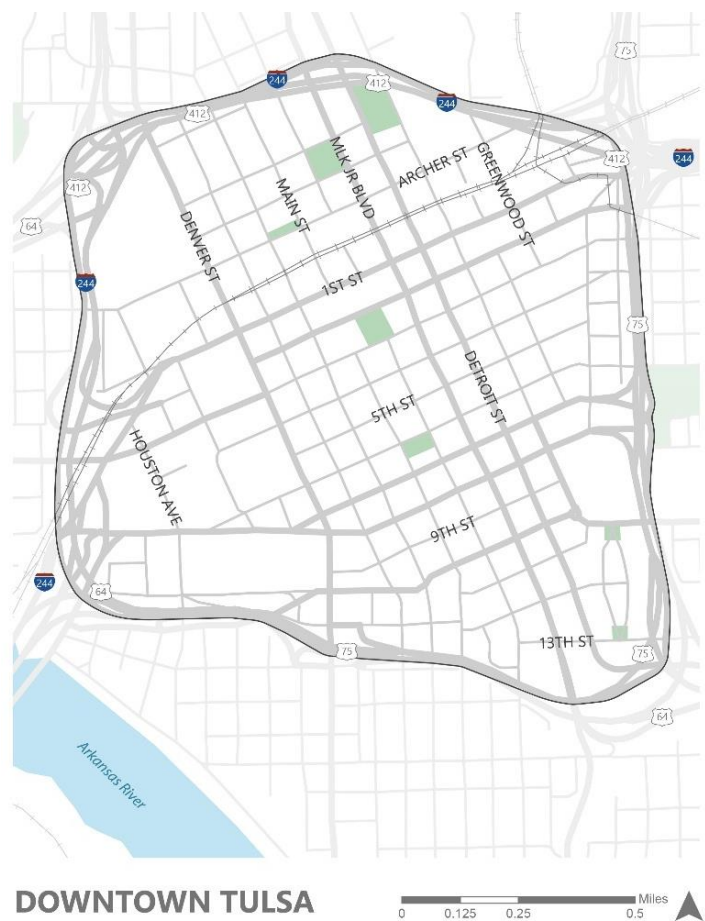 75
244
412
412
244
MLK JR BLVD
ARCHER ST
GREENWOOD ST
412
244
412
MAIN ST
64
DENVER ST
244
1ST ST
75
5TH ST
DETROIT ST
HOUSTON AVE
9TH ST
244
64
13TH ST
75
75
64
Arkansas River
DOWNTOWN TULSA
Miles
0 0.125 0.25 0.5